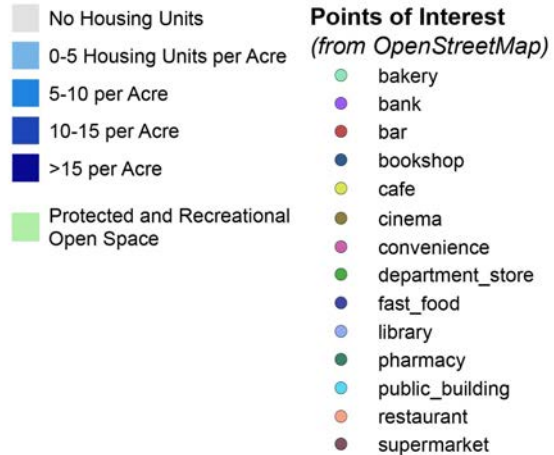 No Housing Units
0-5 Housing Units per Acre
5-10 per Acre
10-15 per Acre
>15 per Acre
Protected and Recreational
Open Space
Points of Interest
(from OpenStreetMap)
bakery
bank
bar
bookshop
cafe
cinema
convenience
department_store
fast_food
library
pharmacy
public_building
restaurant
supermarket